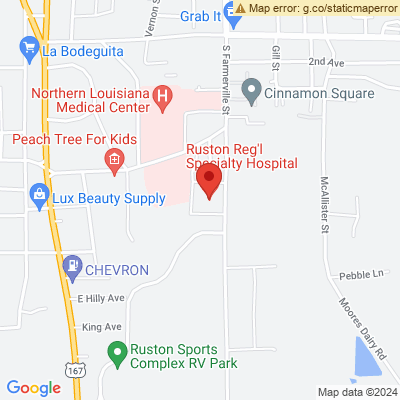 Map error: g.co/staticmaperror
Grab It
Vernon S
La Bodeguita
S Farmerville St
Gill St
2nd Ave
Northern Louisiana
Medical Center
H
Cinnamon Square
Peach Tree For Kids
Ruston Reg'l
Specialty Hospital
McAllister St
Lux Beauty Supply
CHEVRON
Pebble Ln
E Hilly Ave
Moores Dairy Rd
King Ave
Ruston Sports
Complex RV Park
167
Google
Map data ©2024